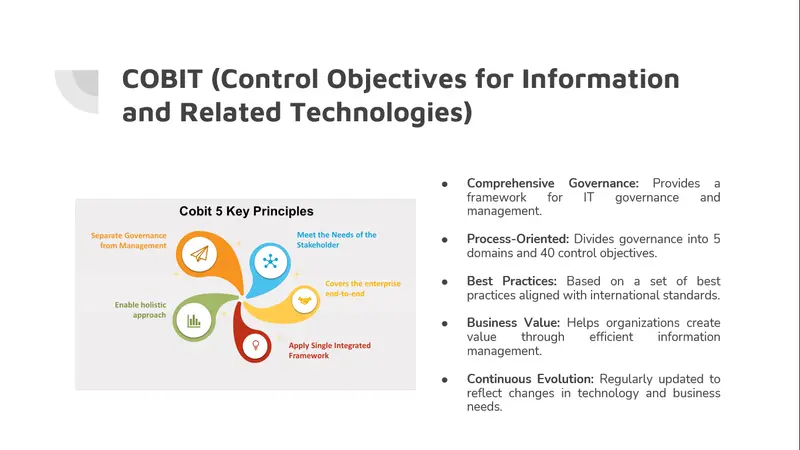 COBIT (Control Objectives for Information
and Related Technologies)
Cobit 5 Key Principles
Separate Governance
from Management
Meet the Needs of the
Stakeholder
Covers the enterprise
end-to-end
Enable holistic
approach
Apply Single Integrated
Framework
● Comprehensive Governance: Provides a
framework for IT governance and
management.
● Process-Oriented: Divides governance into 5
domains and 40 control objectives.
● Best Practices: Based on a set of best
practices aligned with international standards.
● Business Value: Helps organizations create
value through efficient information
management.
● Continuous Evolution: Regularly updated to
reflect changes in technology and business
needs.